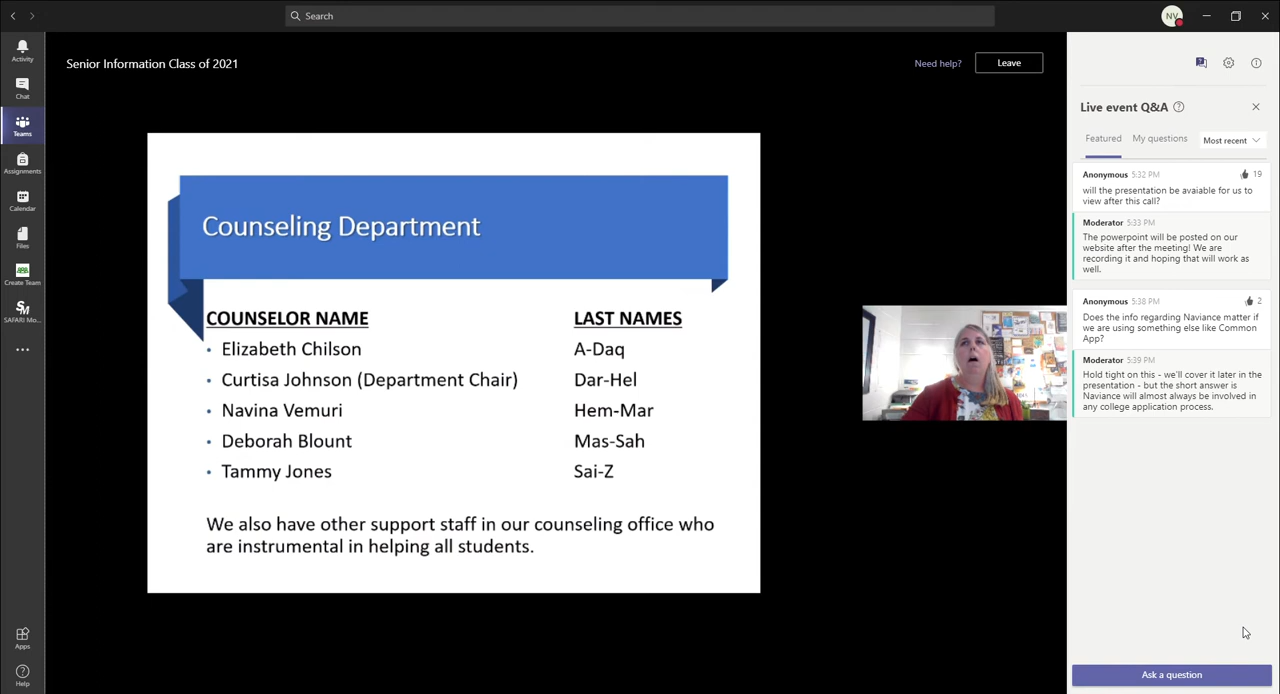 Search
NV
Activity
Chat
Teams
Assignments
Calendar
Files
Create Team
SAFARI Mo...
Apps
Help
Senior Information Class of 2021
Need help?
Leave
Counseling Department
COUNSELOR NAME LAST NAMES
• Elizabeth Chilson A-Daq
• Curtisa Johnson (Department Chair) Dar-Hel
• Navina Vemuri Hem-Mar
• Deborah Blount Mas-Sah
• Tammy Jones Sai-Z
We also have other support staff in our counseling office who
are instrumental in helping all students.
Live event Q&A
Featured My questions Most recent
Anonymous 5:32 PM 19
will the presentation be avaiable for us to
view after this call?
Moderator 5:33 PM
The powerpoint will be posted on our
website after the meeting! We are
recording it and hoping that will work as
well.
Anonymous 5:38 PM 2
Does the info regarding Naviance matter if
we are using something else like Common
App?
Moderator 5:39 PM
Hold tight on this - we'll cover it later in the
presentation - but the short answer is
Naviance will almost always be involved in
any college application process.
Ask a question